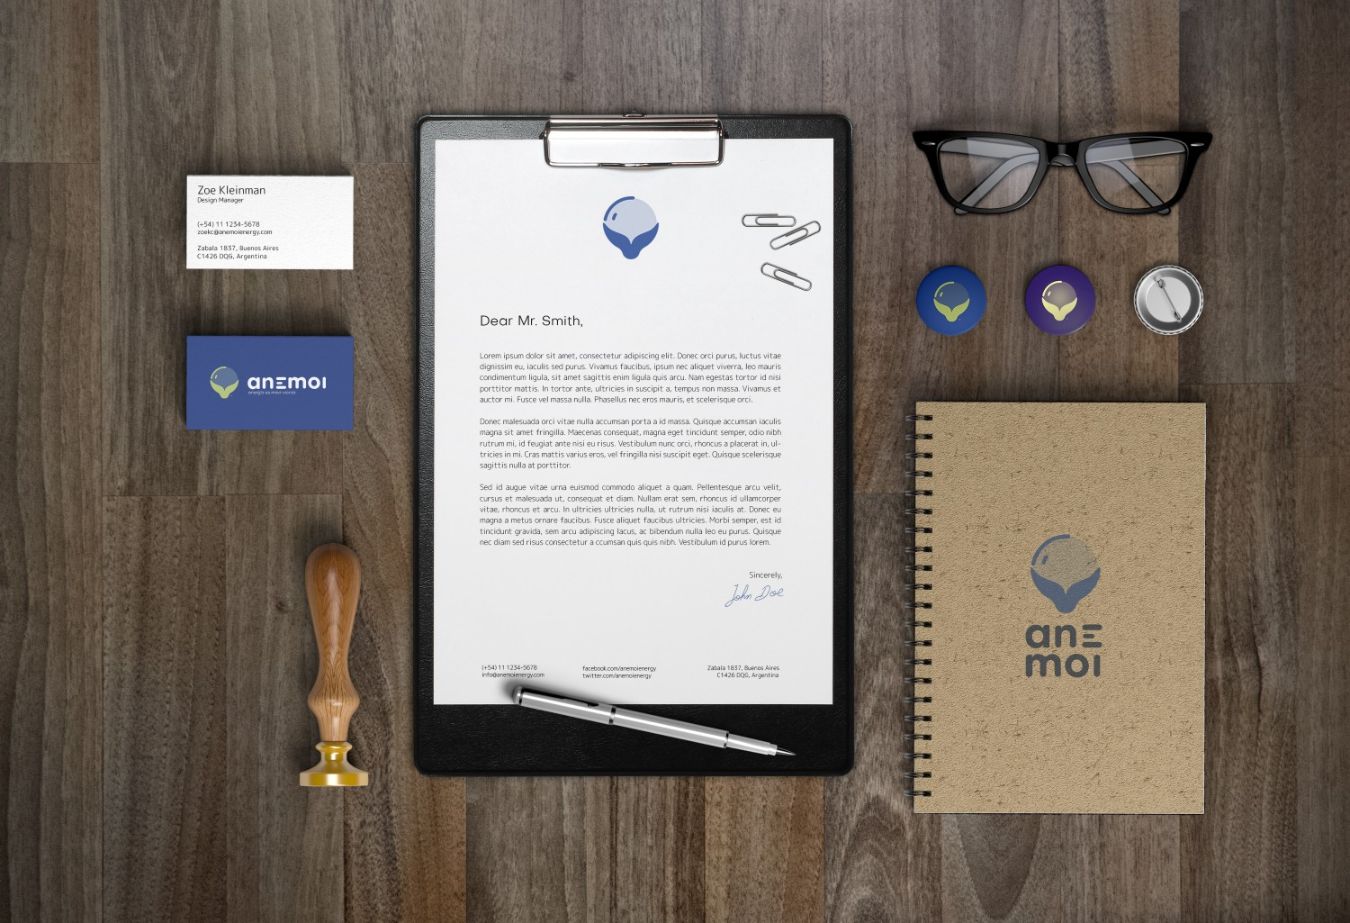 Zoe Kleinman
Design Manager
(+54) 11 1234-5678
zoekc@anemoienergy.com
Zabala 1837, Buenos Aires
C1426 DQG, Argentina
anemoi
Dear Mr. Smith,
Lorem ipsum dolor sit amet, consectetur adipiscing elit. Donec orci purus, luctus vitae
dignissim eu, iaculis sed purus. Vivamus faucibus, ipsum nec aliquet viverra, leo mauris
condimentum ligula, sit amet sagittis enim ligula quis arcu. Nam egestas tortor id nisi
porttitor mattis. In tortor ante, ultricies in suscipit a, tempus non massa. Vivamus et
auctor mi. Fusce vel massa nulla. Phasellus nec eros mauris, et scelerisque orci.
Donec malesuada orci vitae nulla accumsan porta a id massa. Quisque accumsan iaculis
magna sit amet fringilla. Maecenas consequat, magna eget tincidunt semper, odio nibh
rutrum mi, id feugiat ante nisi eu risus. Vestibulum nunc orci, rhoncus a placerat in, ul-
tricies in mi. Cras mattis varius eros, vel fringilla nisi suscipit eget. Quisque scelerisque
sagittis nulla at porttitor.
Sed id augue vitae urna euismod commodo aliquet a quam. Pellentesque arcu velit,
cursus et malesuada ut, consequat et diam. Nullam erat sem, rhoncus id ullamcorper
vitae, rhoncus et arcu. In ultricies ultricies nulla, ut rutrum nisi iaculis at. Donec eu
magna a metus ornare faucibus. Fusce aliquet faucibus ultricies. Morbi semper, est id
tincidunt gravida, sem arcu adipiscing lacus, ac bibendum nulla leo eu purus. Quisque
nec diam sed risus consectetur a ccumsan quis quis nibh. Vestibulum id purus lorem.
Sincerely,
John Doe
(+54) 11 1234-5678
info@anemoienergy.com
facebook.com/anemoienergy
twitter.com/anemoienergy
Zabala 1837, Buenos Aires
C1426 DQG, Argentina
ane
moi